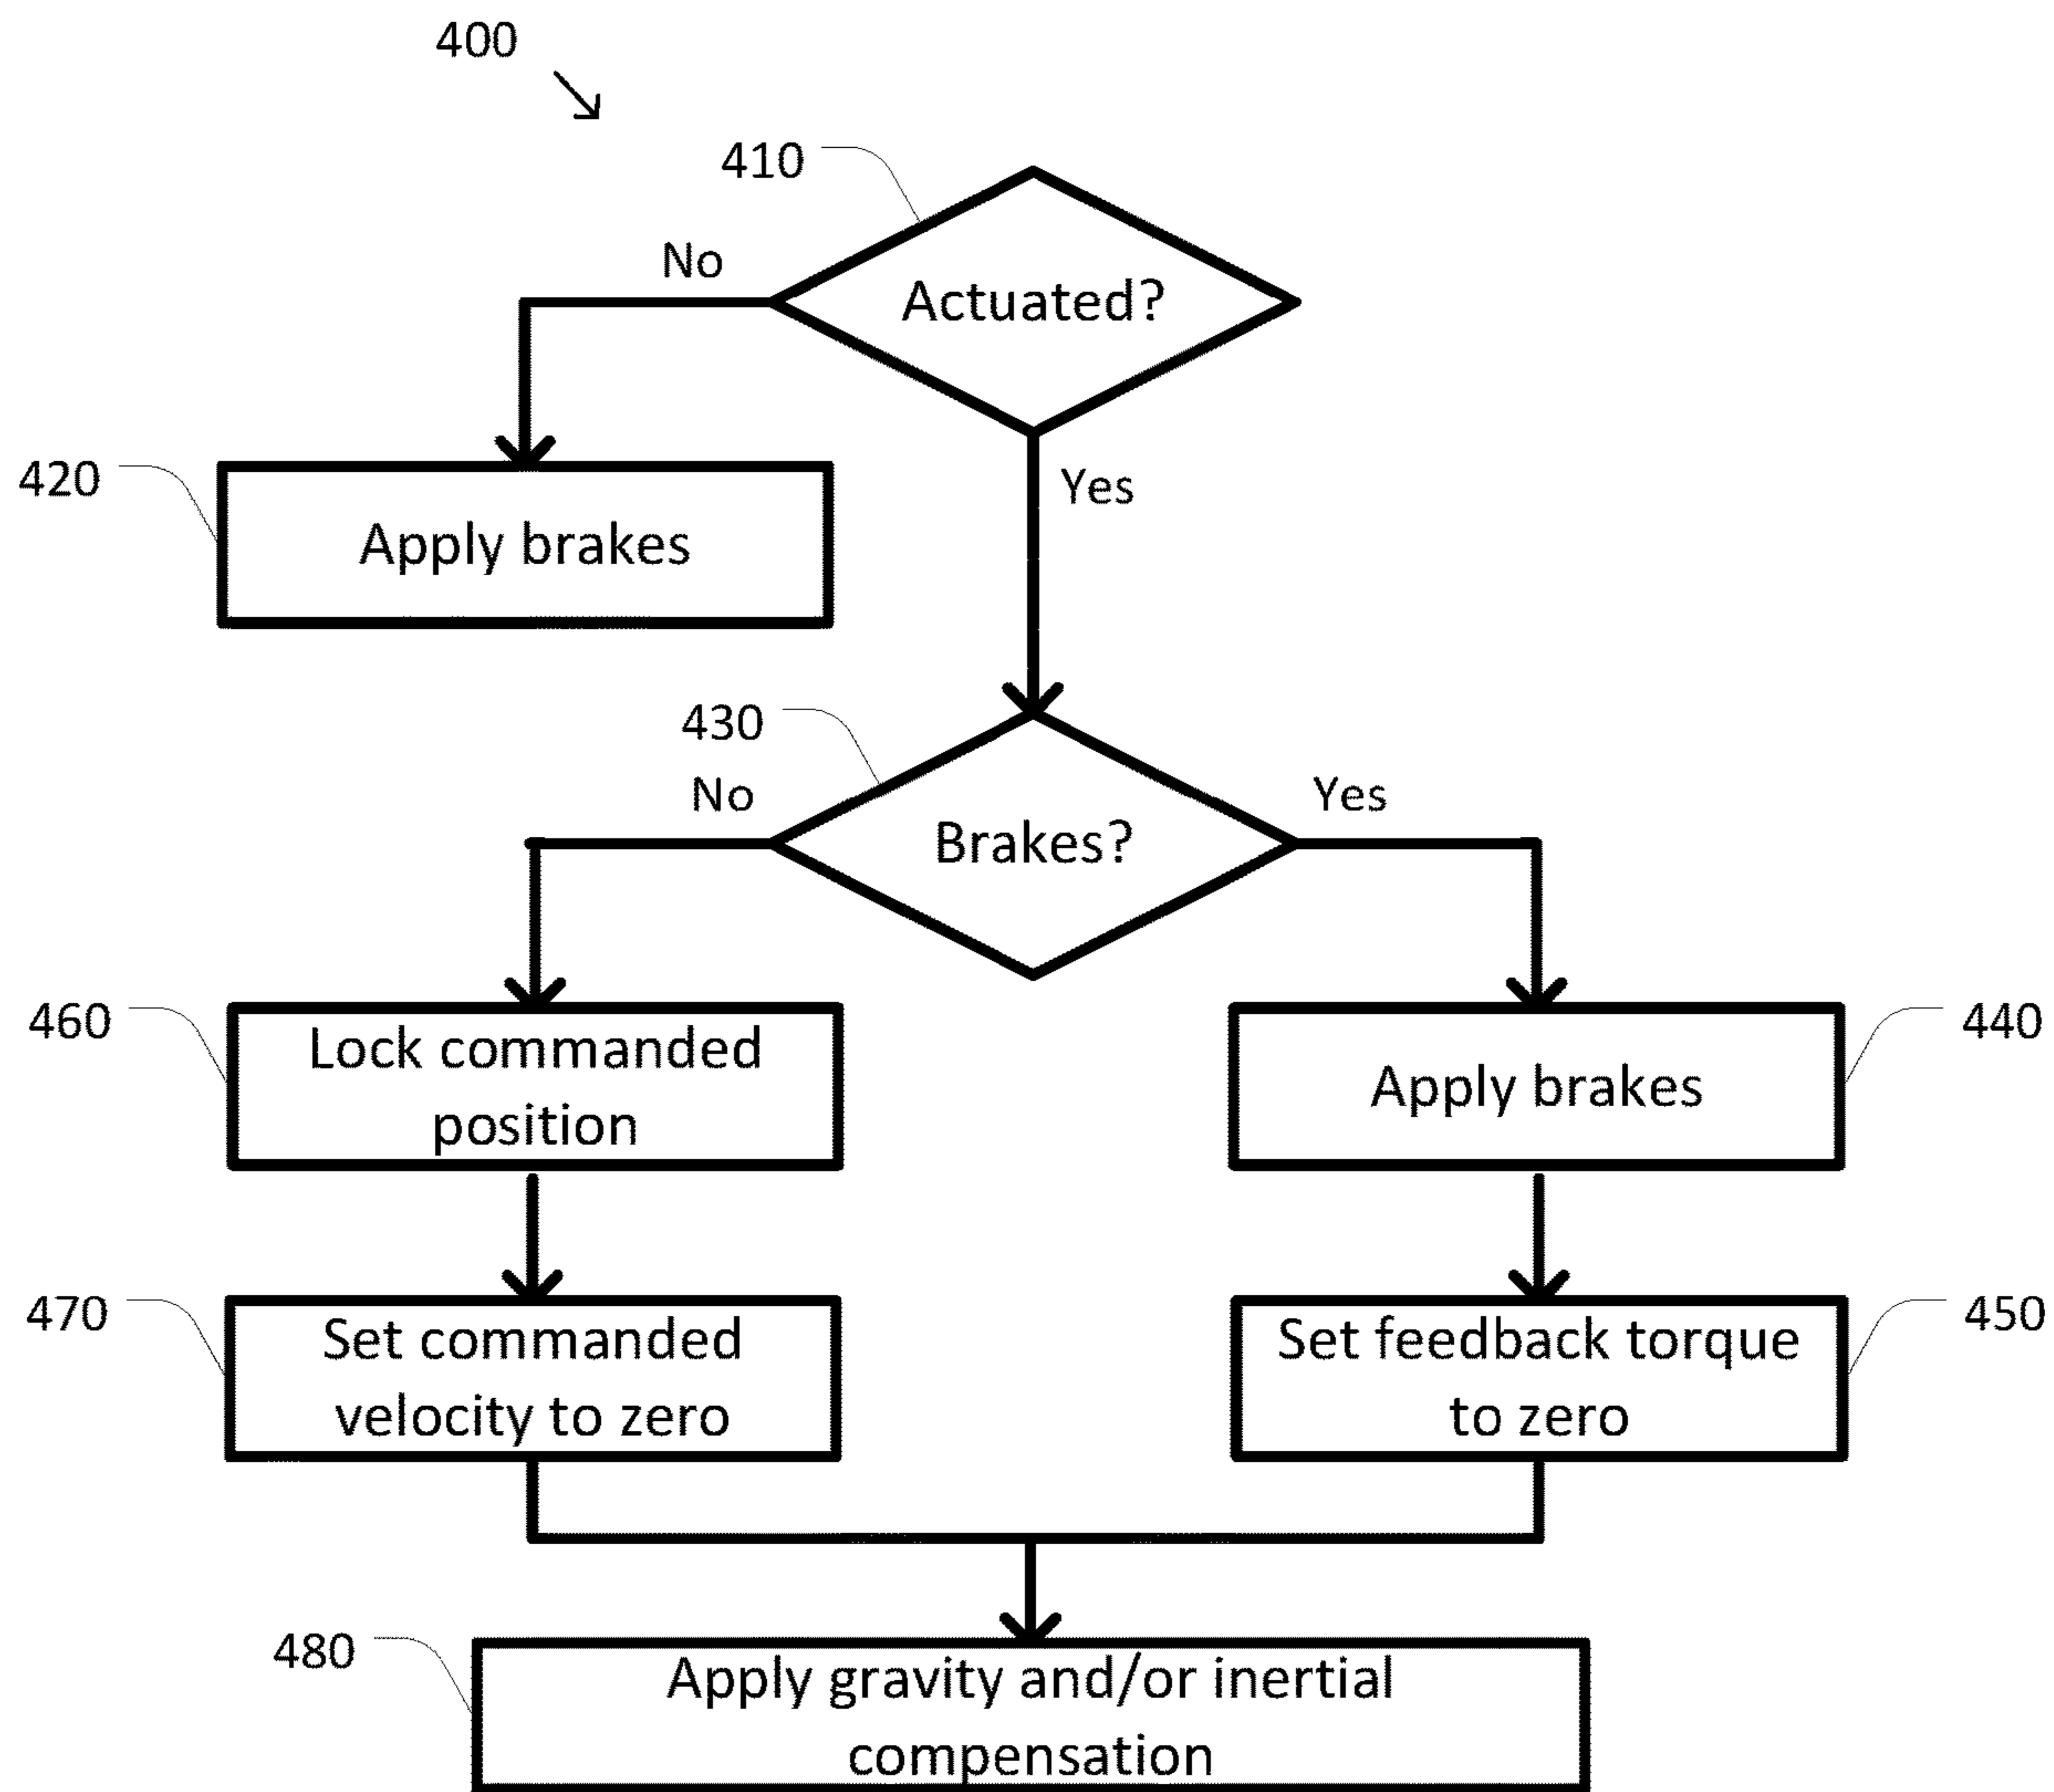 400
410
No
Actuated?
Yes
420
Apply brakes
430
No
Yes
Brakes?
460
Lock commanded
position
440
Apply brakes
470
Set commanded
velocity to zero
450
Set feedback torque
to zero
480
Apply gravity and/or inertial
compensation